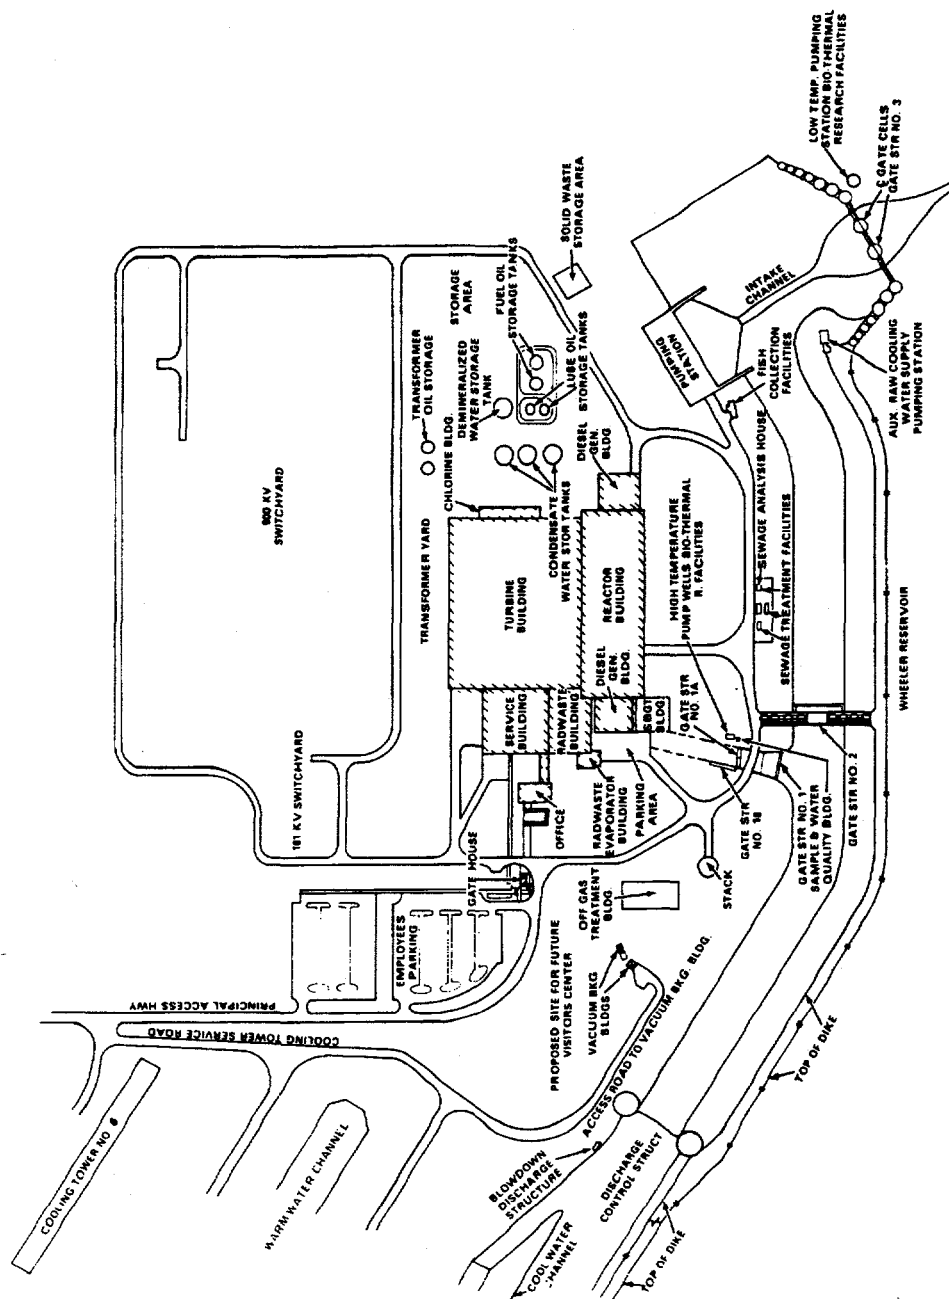 LOW TEMP. PUMPING
STATION BIO-THERMAL
RESEARCH FACILITIES
C GATE CELLS
GATE STR NO. 3
SOLID WASTE
STORAGE AREA
STORAGE
AREA
FUEL OIL
STORAGE TANKS
LUBE OIL
STORAGE TANKS
INTAKE
CHANNEL
PUMPING
STATION
FISH
COLLECTION
FACILITIES
AUX. RAW COOLING
WATER SUPPLY
PUMPING STATION
TRANSFORMER
OIL STORAGE
DEMINERALIZED
WATER STORAGE
TANK
CHLORINE BLDG.
CONDENSATE
WATER STOR TANKS
DIESEL
GEN.
BLDG
500 KV
SWITCHYARD
TRANSFORMER YARD
TURBINE
BUILDING
REACTOR
BUILDING
HIGH TEMPERATURE
PUMP WELLS BIO-THERMAL
R. FACILITIES
SEWAGE ANALYSIS HOUSE
SEWAGE TREATMENT FACILITIES
WHEELER RESERVOIR
161 KV SWITCHYARD
SERVICE
BUILDING
RADWASTE
BUILDING
DIESEL
GEN.
BLDG.
SBGT BLDG
GATE STR
NO. 1A
OFFICE
RADWASTE
EVAPORATOR
BUILDING
PARKING
AREA
GATE STR
NO. 1B
GATE STR NO. 1
SAMPLE & WATER
QUALITY BLDG.
GATE STR NO. 2
GATE HOUSE
STACK
OFF GAS
TREATMENT
BLDG
EMPLOYEES
PARKING
PRINCIPAL ACCESS HWY
COOLING TOWER SERVICE ROAD
PROPOSED SITE FOR FUTURE
VISITORS CENTER
VACUUM BKG
BLDGS
ACCESS ROAD TO VACUUM BKG. BLDG.
TOP OF DIKE
COOLING TOWER NO 6
WARM WATER CHANNEL
BLOWDOWN
DISCHARGE
STRUCTURE
DISCHARGE
CONTROL STRUCT
COOL WATER
CHANNEL
TOP OF DIKE